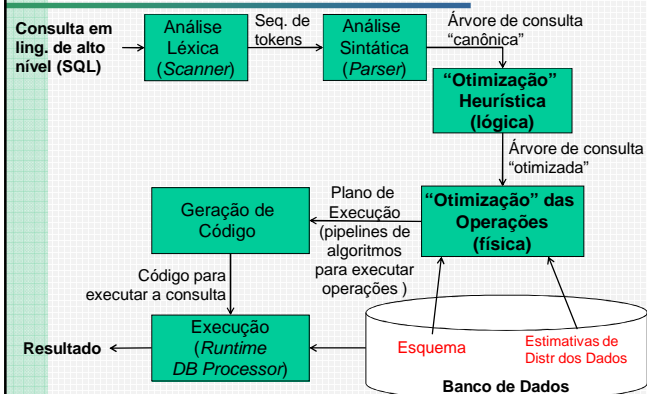 Consulta em
ling. de alto
nível (SQL)
Análise
Léxica
(Scanner)
Seq. de
tokens
Análise
Sintática
(Parser)
Árvore de consulta
“canônica”
“Otimização”
Heurística
(lógica)
Árvore de consulta
“otimizada”
“Otimização” das
Operações
(física)
Plano de
Execução
(pipelines de
algoritmos
para executar
operações )
Geração de
Código
Código para
executar a consulta
Execução
(Runtime
DB Processor)
Resultado
Esquema
Estimativas de
Distr dos Dados
Banco de Dados